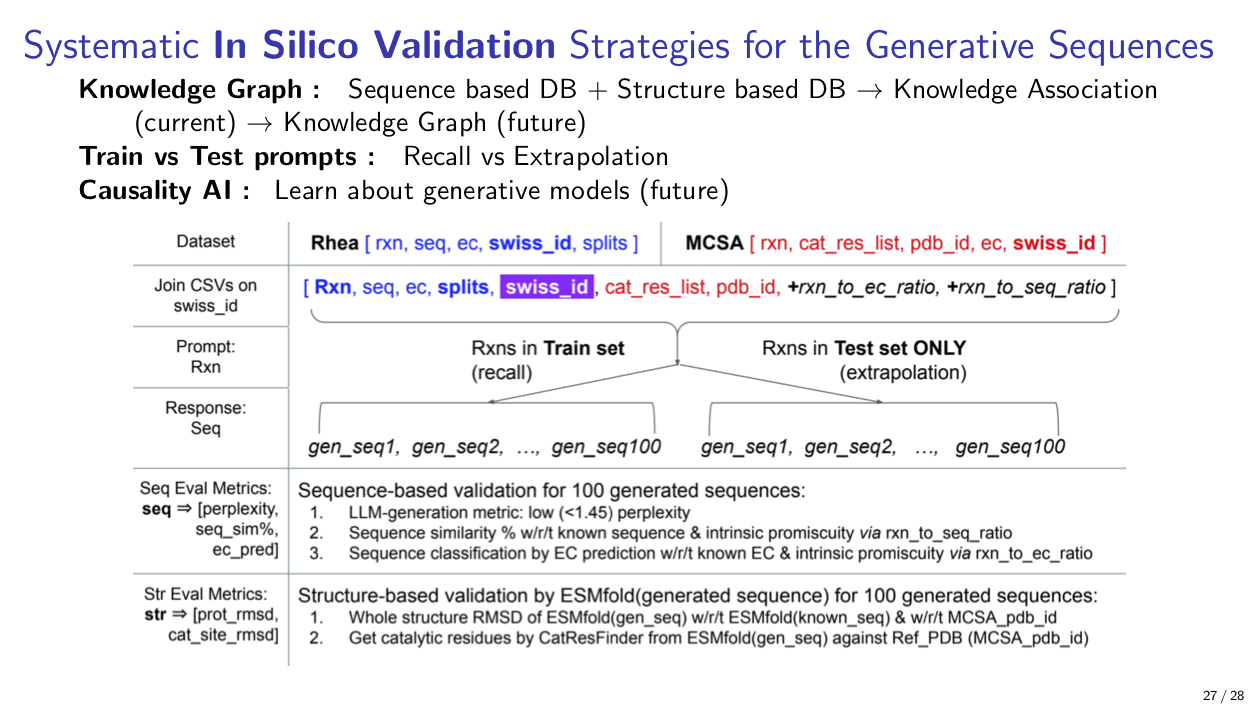 Systematic In Silico Validation Strategies for the Generative Sequences
Knowledge Graph : Sequence based DB + Structure based DB → Knowledge Association
(current) → Knowledge Graph (future)
Train vs Test prompts : Recall vs Extrapolation
Causality AI : Learn about generative models (future)
Dataset
Rhea [ rxn, seq, ec, swiss_id, splits ]
MCSA [ rxn, cat_res_list, pdb_id, ec, swiss_id ]
Join CSVs on
swiss_id
[ Rxn, seq, ec, splits, swiss_id, cat_res_list, pdb_id, +rxn_to_ec_ratio, +rxn_to_seq_ratio ]
Prompt:
Rxn
Rxns in Train set
(recall)
Rxns in Test set ONLY
(extrapolation)
Response:
Seq
gen_seq1, gen_seq2, ..., gen_seq100
gen_seq1, gen_seq2, ..., gen_seq100
Seq Eval Metrics:
seq ⇒ [perplexity,
seq_sim%,
ec_pred]
Sequence-based validation for 100 generated sequences:
1. LLM-generation metric: low (<1.45) perplexity
2. Sequence similarity % w/r/t known sequence & intrinsic promiscuity via rxn_to_seq_ratio
3. Sequence classification by EC prediction w/r/t known EC & intrinsic promiscuity via rxn_to_ec_ratio
Str Eval Metrics:
str ⇒ [prot_rmsd,
cat_site_rmsd]
Structure-based validation by ESMfold(generated sequence) for 100 generated sequences:
1. Whole structure RMSD of ESMfold(gen_seq) w/r/t ESMfold(known_seq) & w/r/t MCSA_pdb_id
2. Get catalytic residues by CatResFinder from ESMfold(gen_seq) against Ref_PDB (MCSA_pdb_id)
27 / 28